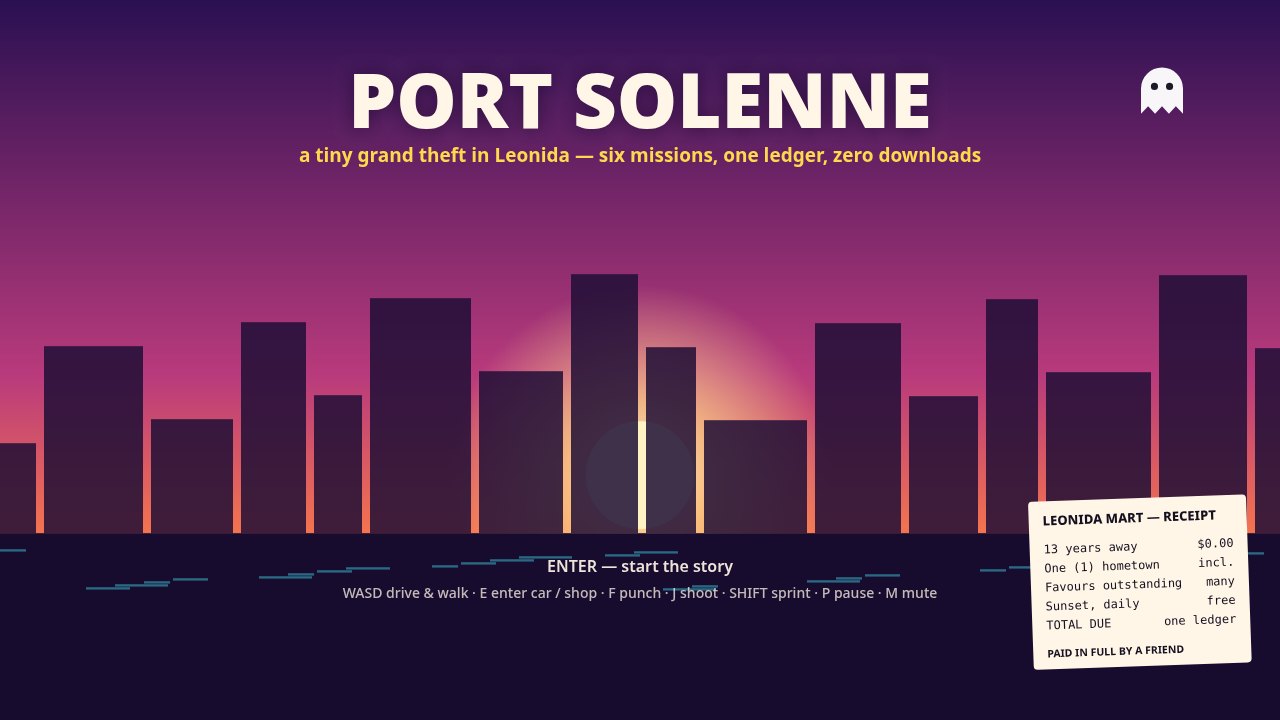 PORT SOLENNE
a tiny grand theft in Leonida — six missions, one ledger, zero downloads
ENTER — start the story
WASD drive & walk · E enter car / shop · F punch · J shoot · SHIFT sprint · P pause · M mute
LEONIDA MART — RECEIPT
13 years away $0.00
One (1) hometown incl.
Favours outstanding many
Sunset, daily free
TOTAL DUE one ledger
PAID IN FULL BY A FRIEND